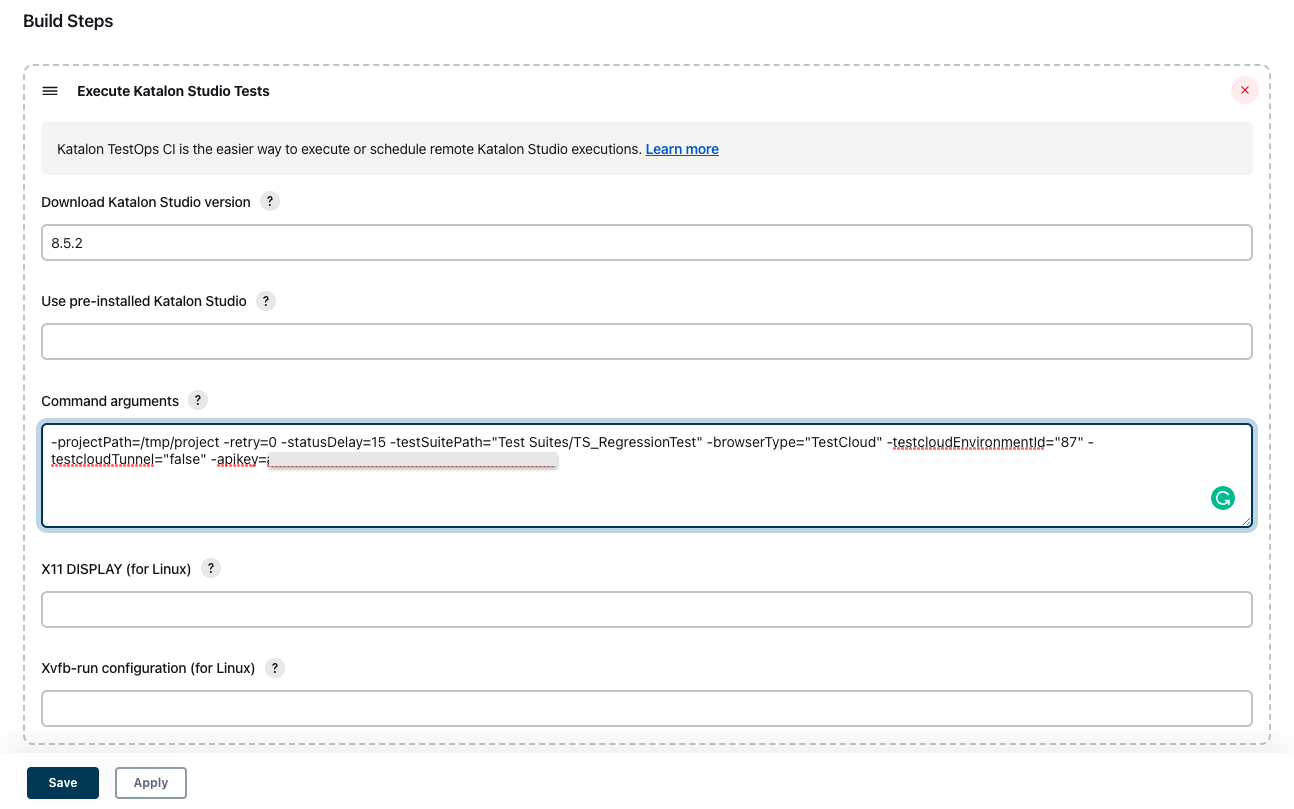 Build Steps
Execute Katalon Studio Tests
Katalon TestOps CI is the easier way to execute or schedule remote Katalon Studio executions. Learn more
Download Katalon Studio version ?
8.5.2
Use pre-installed Katalon Studio ?
Command arguments ?
-projectPath=/tmp/project -retry=0 -statusDelay=15 -testSuitePath="Test Suites/TS_RegressionTest" -browserType="TestCloud" -testcloudEnvironmentId="87" -
testcloudTunnel="false" -apikey=
X11 DISPLAY (for Linux) ?
Xvfb-run configuration (for Linux) ?
Save Apply